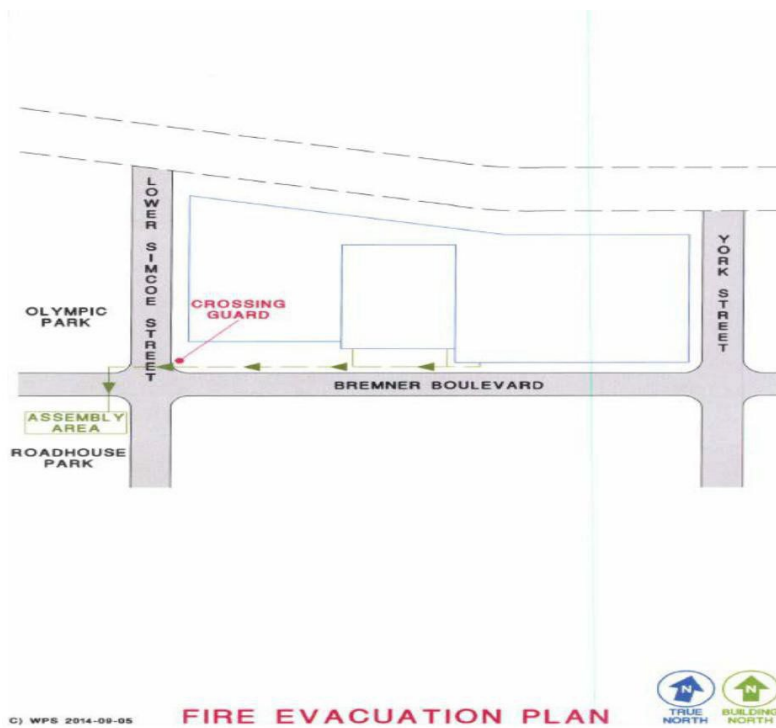 LOWER SIMCOE STREET
YORK STREET
CROSSING
GUARD
OLYMPIC
PARK
BREMNER BOULEVARD
ASSEMBLY
AREA
ROADHOUSE
PARK
C) WPS 2014-09-05
FIRE EVACUATION PLAN
N
TRUE
NORTH
N
BUILDING
NORTH